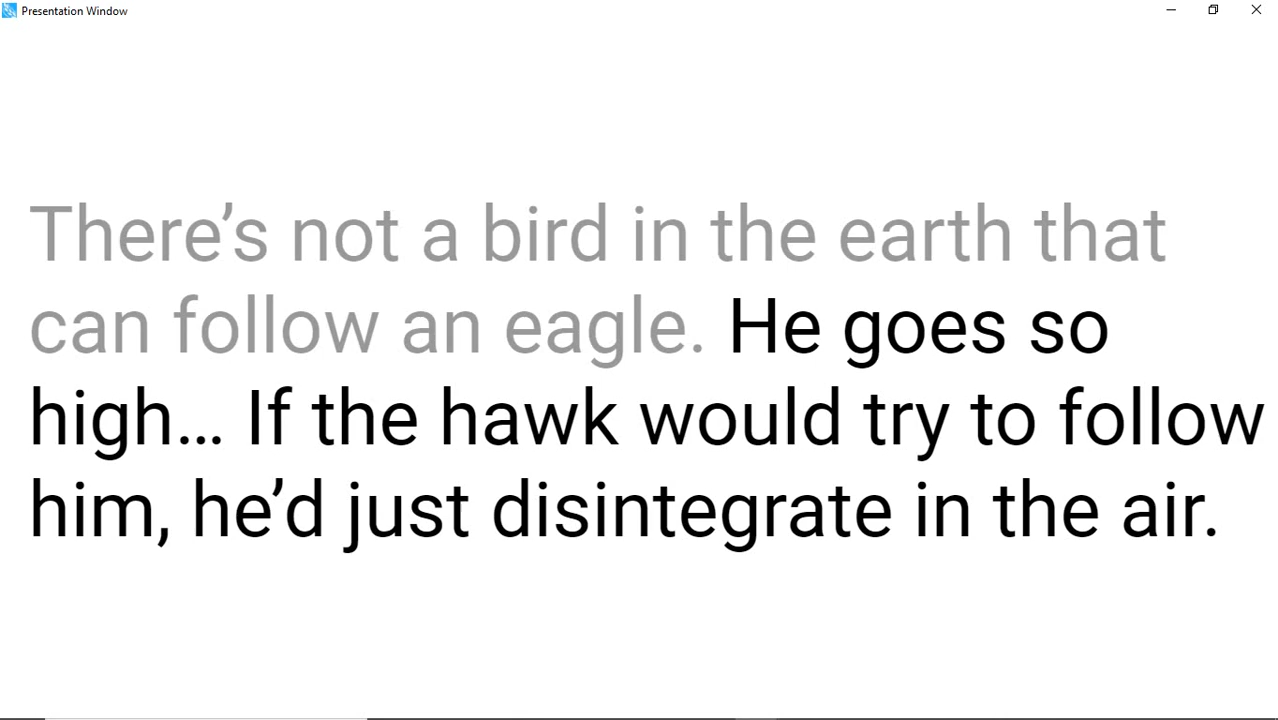 Presentation Window
There’s not a bird in the earth that
can follow an eagle. He goes so
high... If the hawk would try to follow
him, he’d just disintegrate in the air.